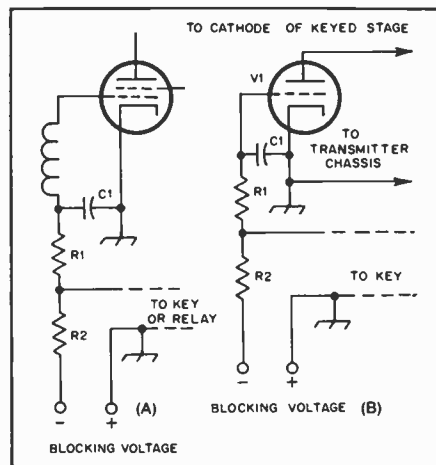 TO CATHODE OF KEYED STAGE
V1
C1
TO
TRANSMITTER
CHASSIS
C1
R1
R1
TO KEY
OR RELAY
R2
R2
TO KEY
- + (A)
- + (B)
BLOCKING VOLTAGE
BLOCKING VOLTAGE